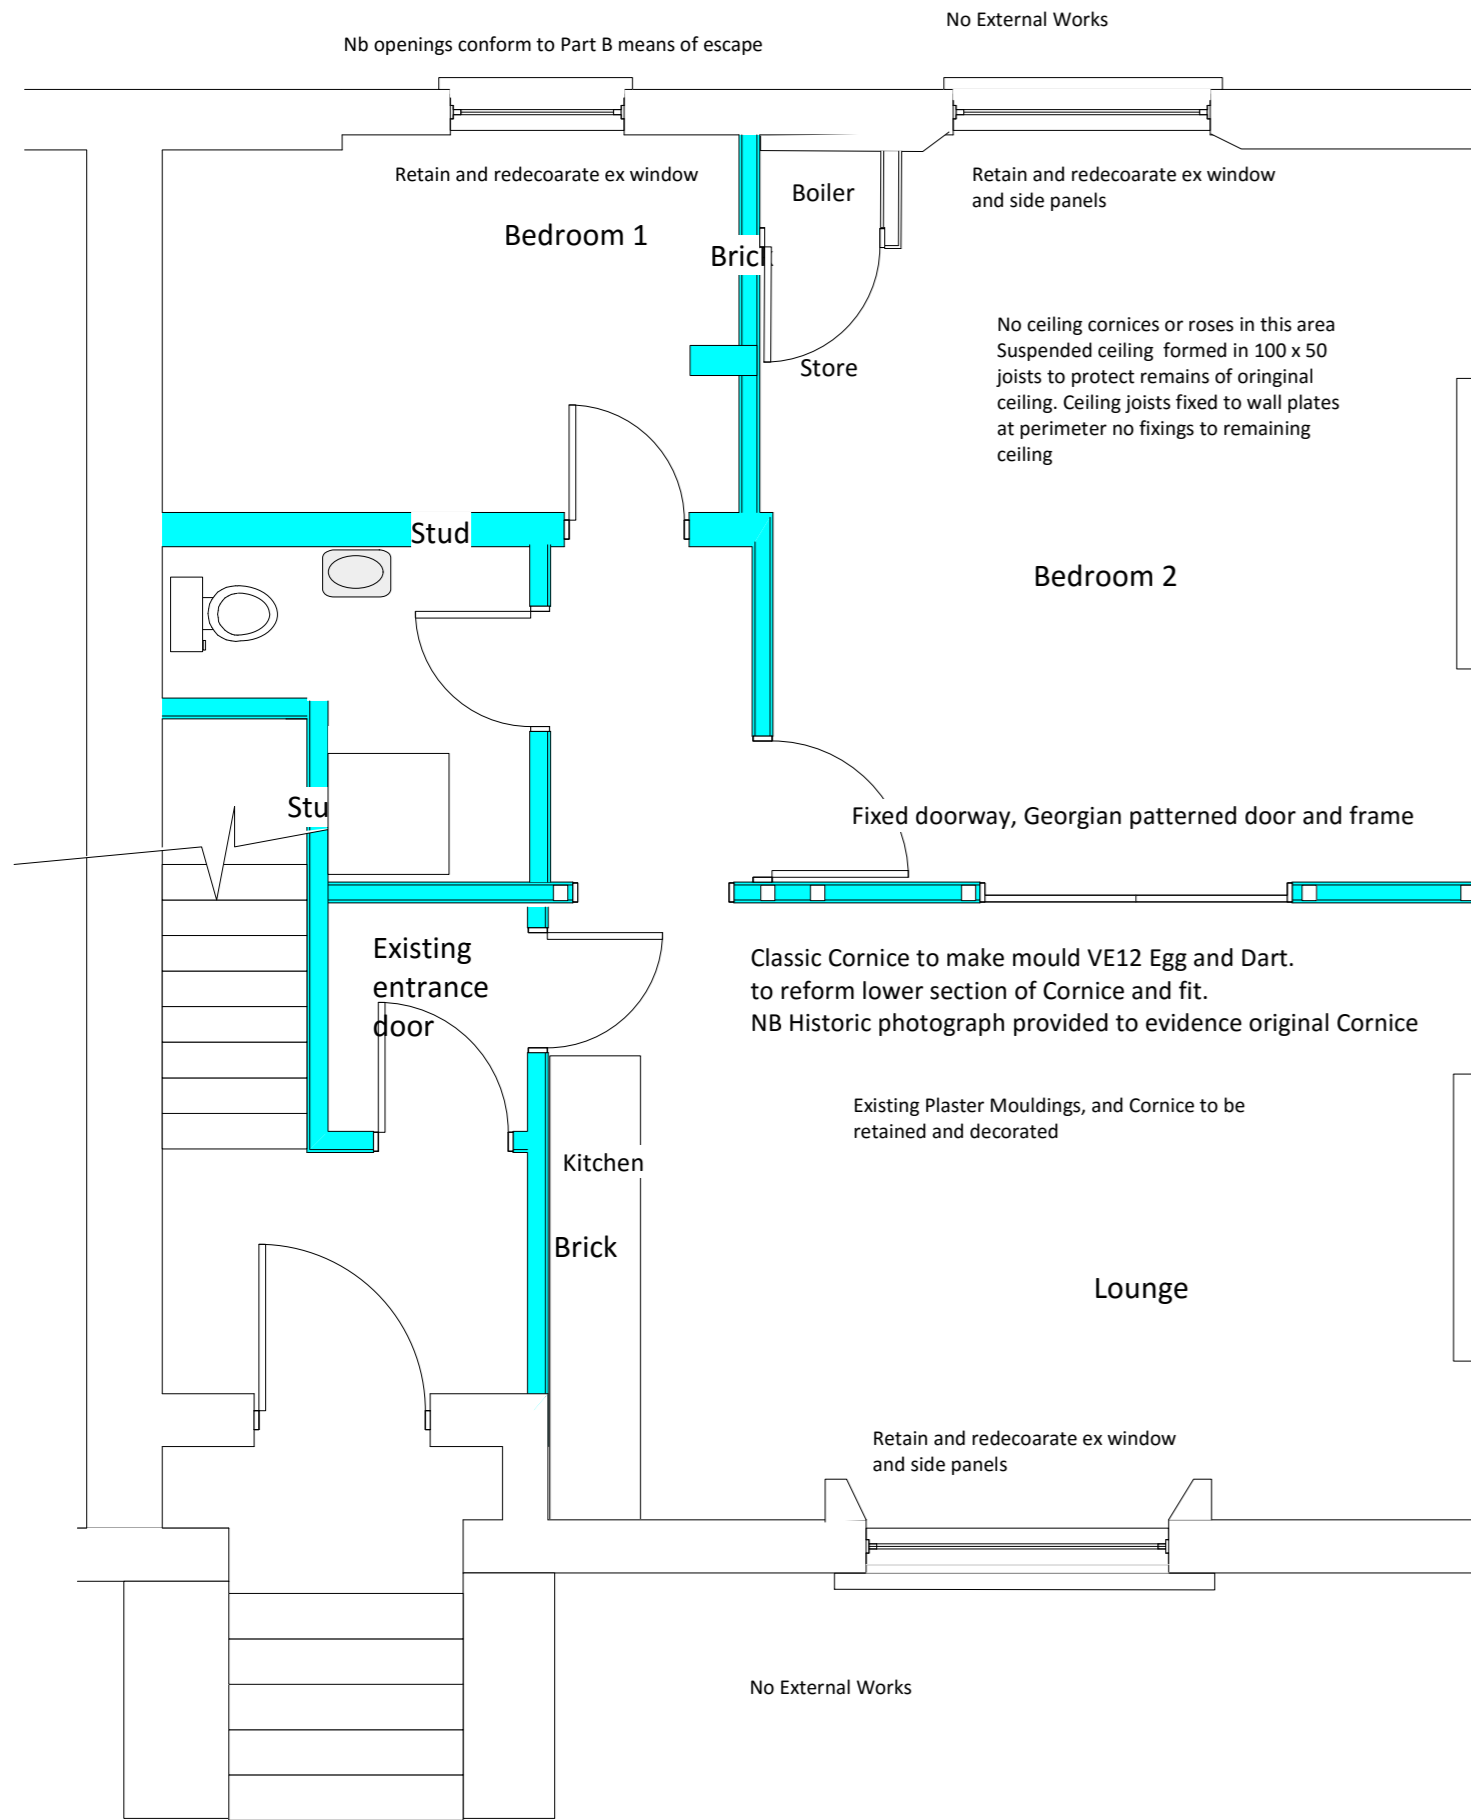 No External Works
Nb openings conform to Part B means of escape
Retain and redecoarate ex window
Retain and redecoarate ex window
and side panels
Boiler
Bedroom 1
Bric
No ceiling cornices or roses in this area
Suspended ceiling formed in 100 x 50
joists to protect remains of oringinal
ceiling. Ceiling joists fixed to wall plates
at perimeter no fixings to remaining
ceiling
Store
Stud
Bedroom 2
Stu
Fixed doorway, Georgian patterned door and frame
Existing
entrance
door
Classic Cornice to make mould VE12 Egg and Dart.
to reform lower section of Cornice and fit.
NB Historic photograph provided to evidence original Cornice
Existing Plaster Mouldings, and Cornice to be
retained and decorated
Kitchen
Brick
Lounge
Retain and redecoarate ex window
and side panels
No External Works